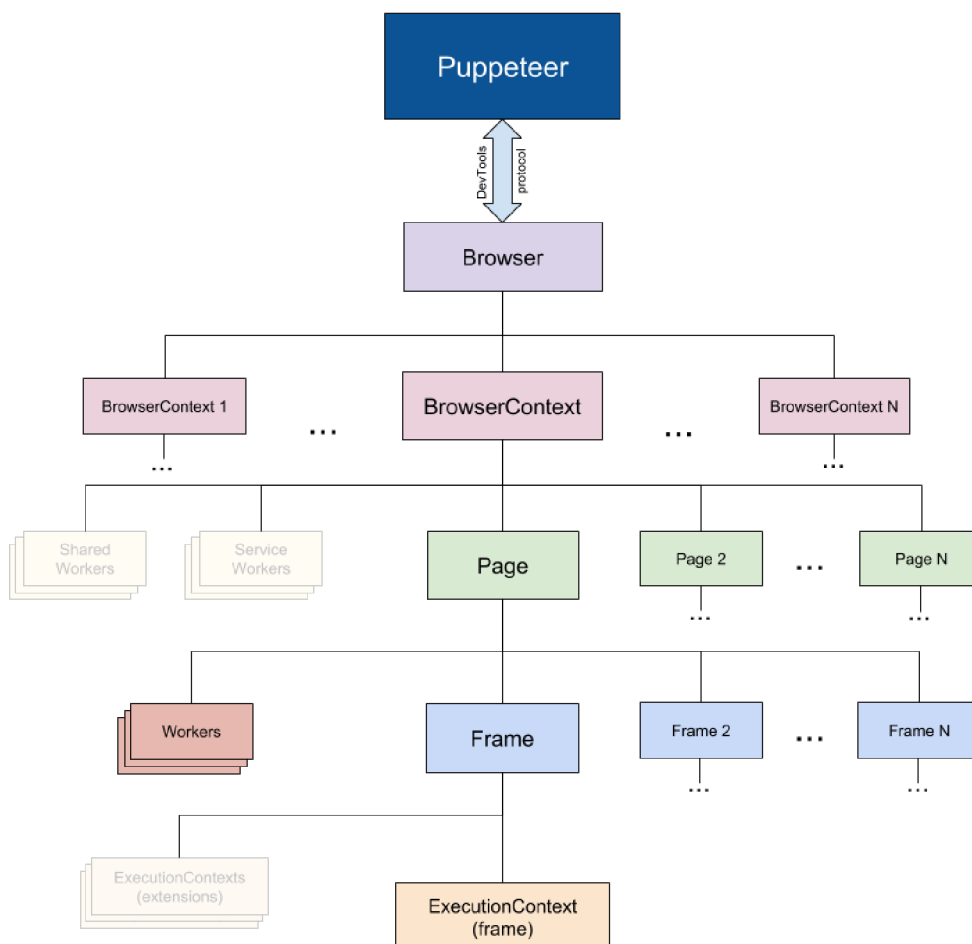 Puppeteer
DevTools
protocol
Browser
BrowserContext 1
...
BrowserContext
...
BrowserContext N
...
...
Shared
Workers
Service
Workers
Page
Page 2
...
Page N
...
...
Workers
Frame
Frame 2
...
Frame N
...
...
ExecutionContexts
(extensions)
ExecutionContext
(frame)